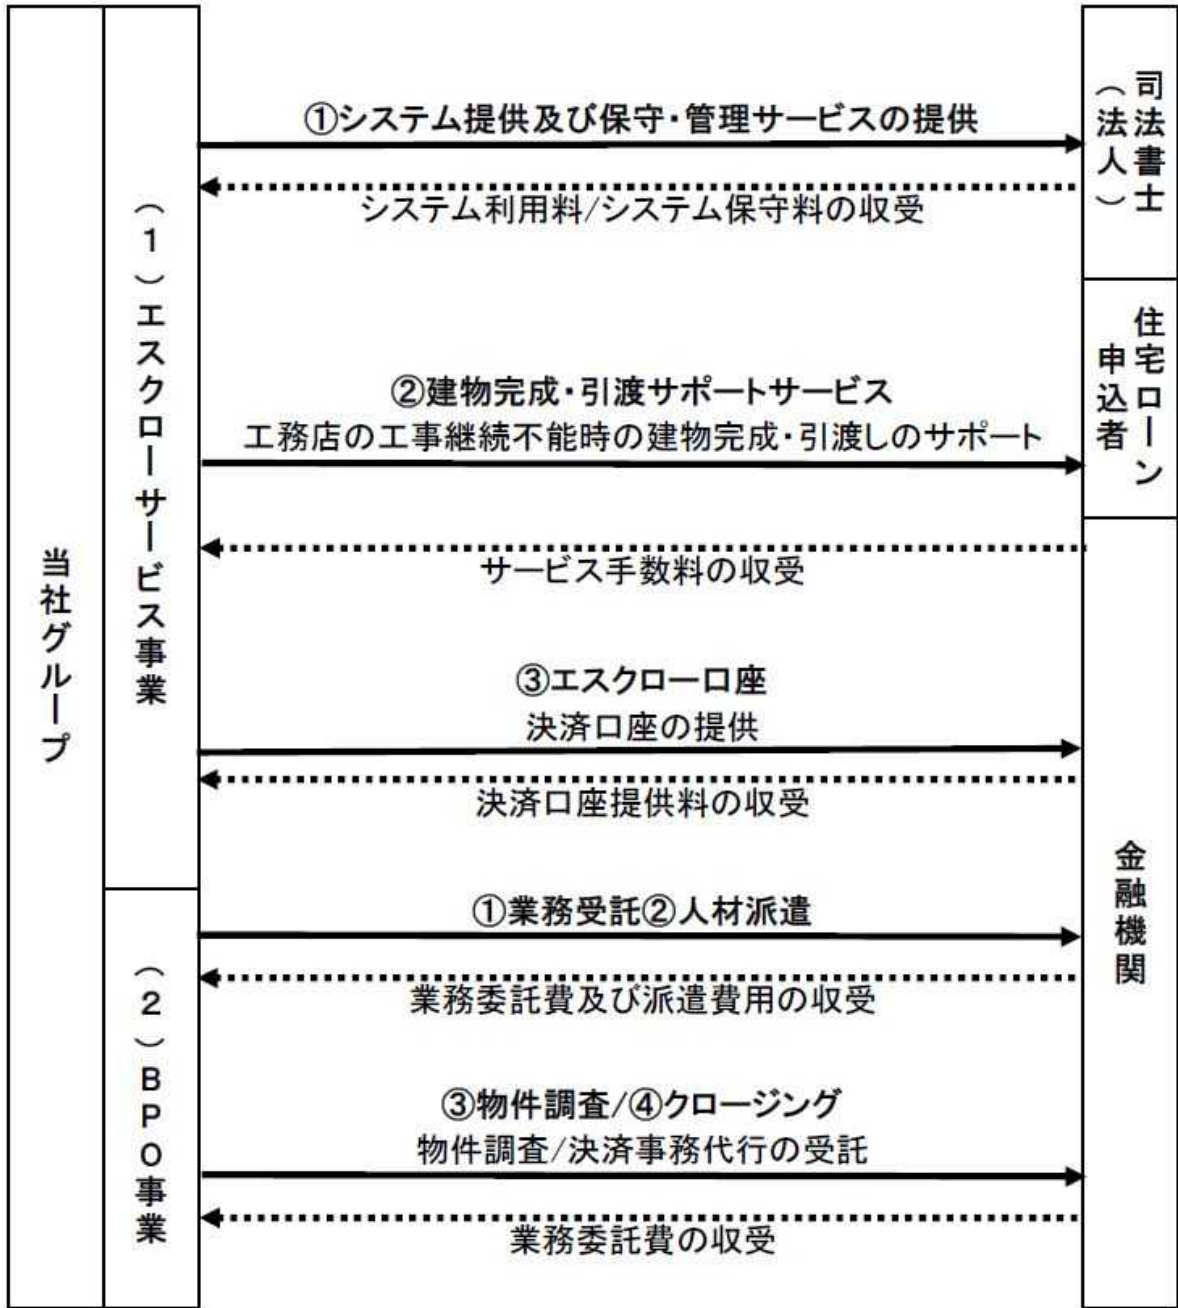 当社グループ
(1)エスクローサービス事業
①システム提供及び保守・管理サービスの提供
システム利用料/システム保守料の収受
司法書士
(法人)
②建物完成・引渡サポートサービス
工務店の工事継続不能時の建物完成・引渡しのサポート
住宅ローン
申込者
サービス手数料の収受
③エスクロー口座
決済口座の提供
決済口座提供料の収受
(2)BPO事業
①業務受託②人材派遣
業務委託費及び派遣費用の収受
③物件調査/④クロージング
物件調査/決済事務代行の受託
業務委託費の収受
金融機関